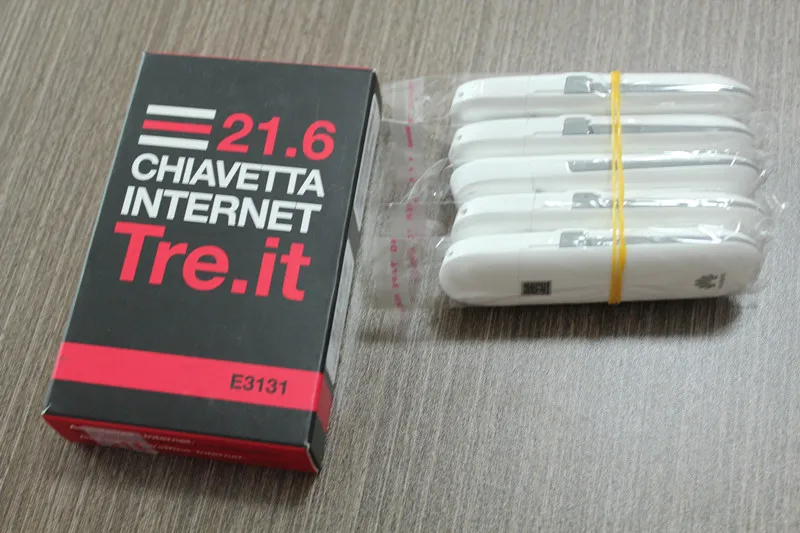 21.6
CHIAVETTA
INTERNET
Tre.it
E3131